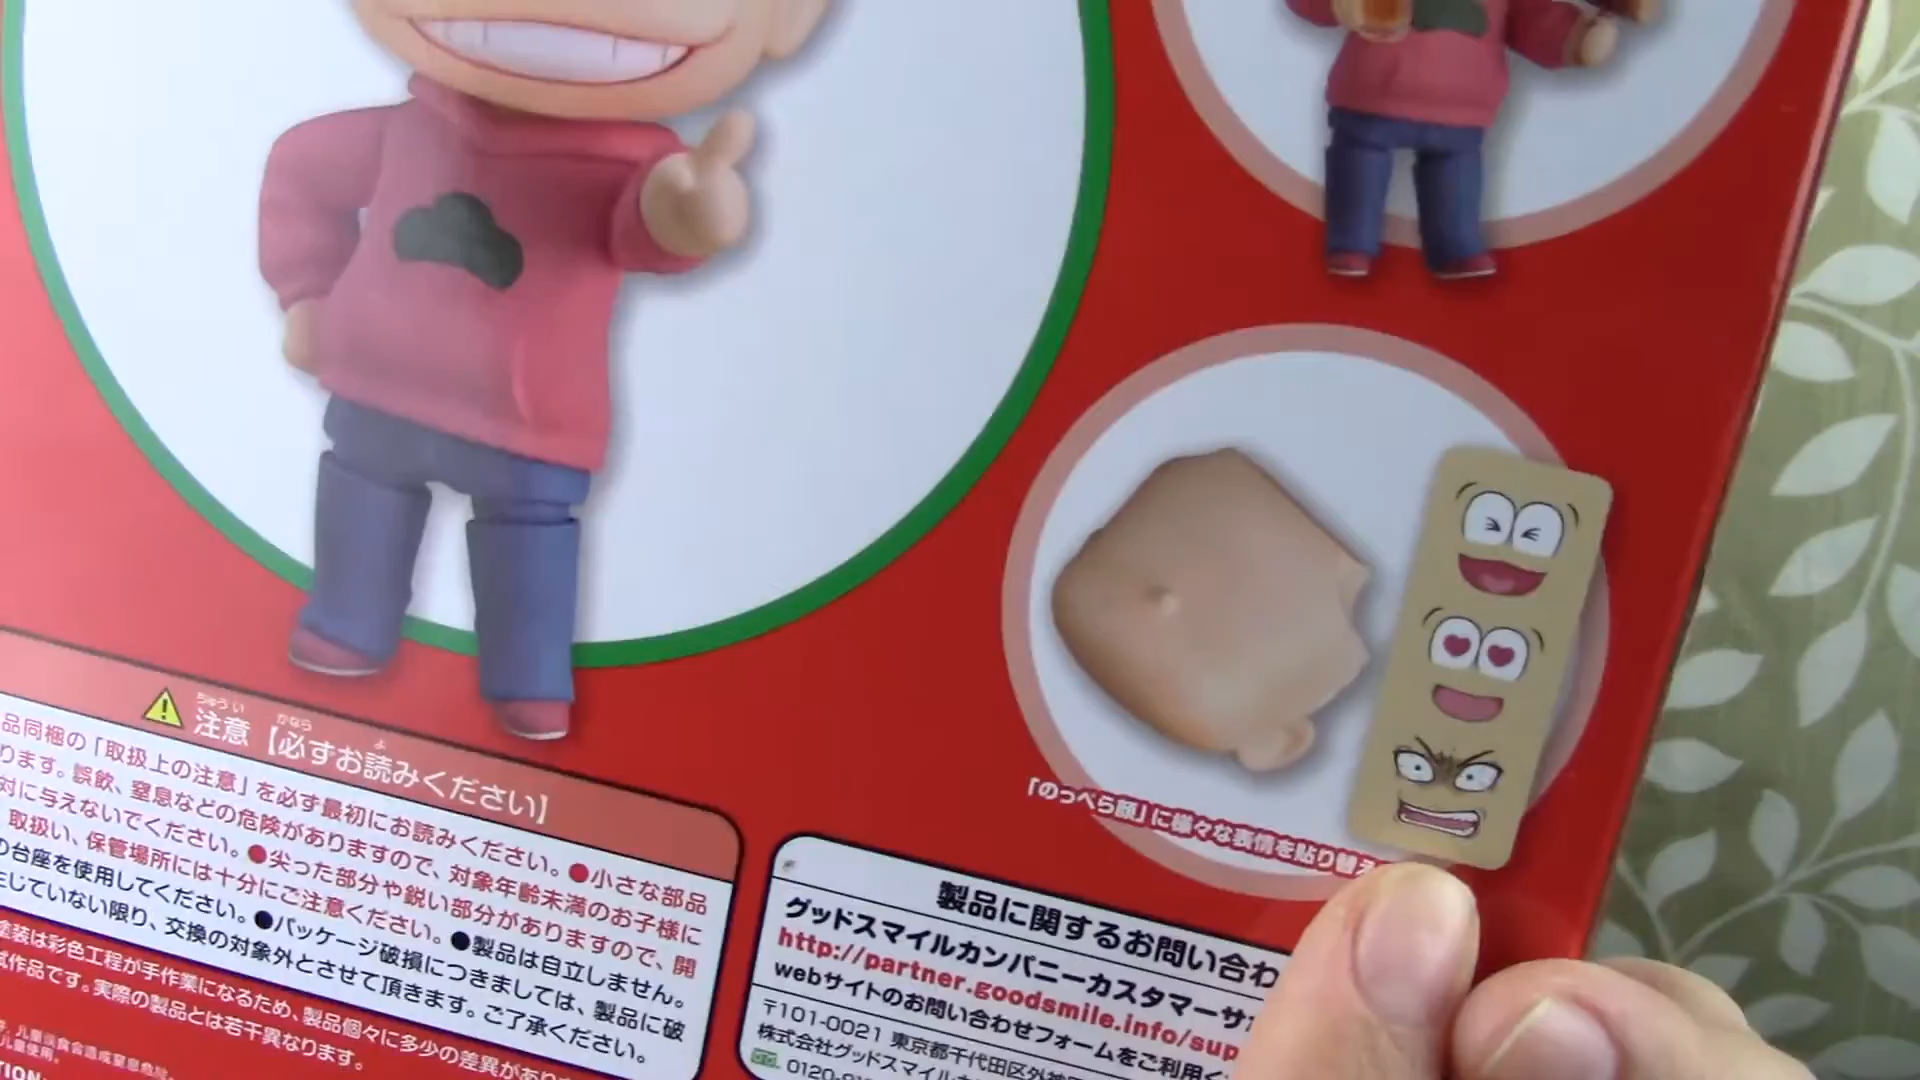 「のっぺら顔」に様々な表情を貼り替え
ちゅうい かなら よ
注意【必ずお読みください】
品同梱の「取扱上の注意」を必ず最初にお読みください。●小さな部品
ります。誤飲、窒息などの危険がありますので、対象年齢未満のお子様に
対に与えないでください。●尖った部分や鋭い部分がありますので、開
取扱い、保管場所には十分にご注意ください。●製品は自立しません。
の台座を使用してください。●パッケージ破損につきましては、製品に破
生じていない限り、交換の対象外とさせて頂きます。ご了承ください。
塗装は彩色工程が手作業になるため、製品個々に多少の差異があり
試作品です。実際の製品とは若干異なります。
製品に関するお問い合わ
グッドスマイルカンパニーカスタマーサ
http://partner.goodsmile.info/sup
webサイトのお問い合わせフォームをご利用く
〒101-0021 東京都千代田区外神
株式会社グッドスマイル